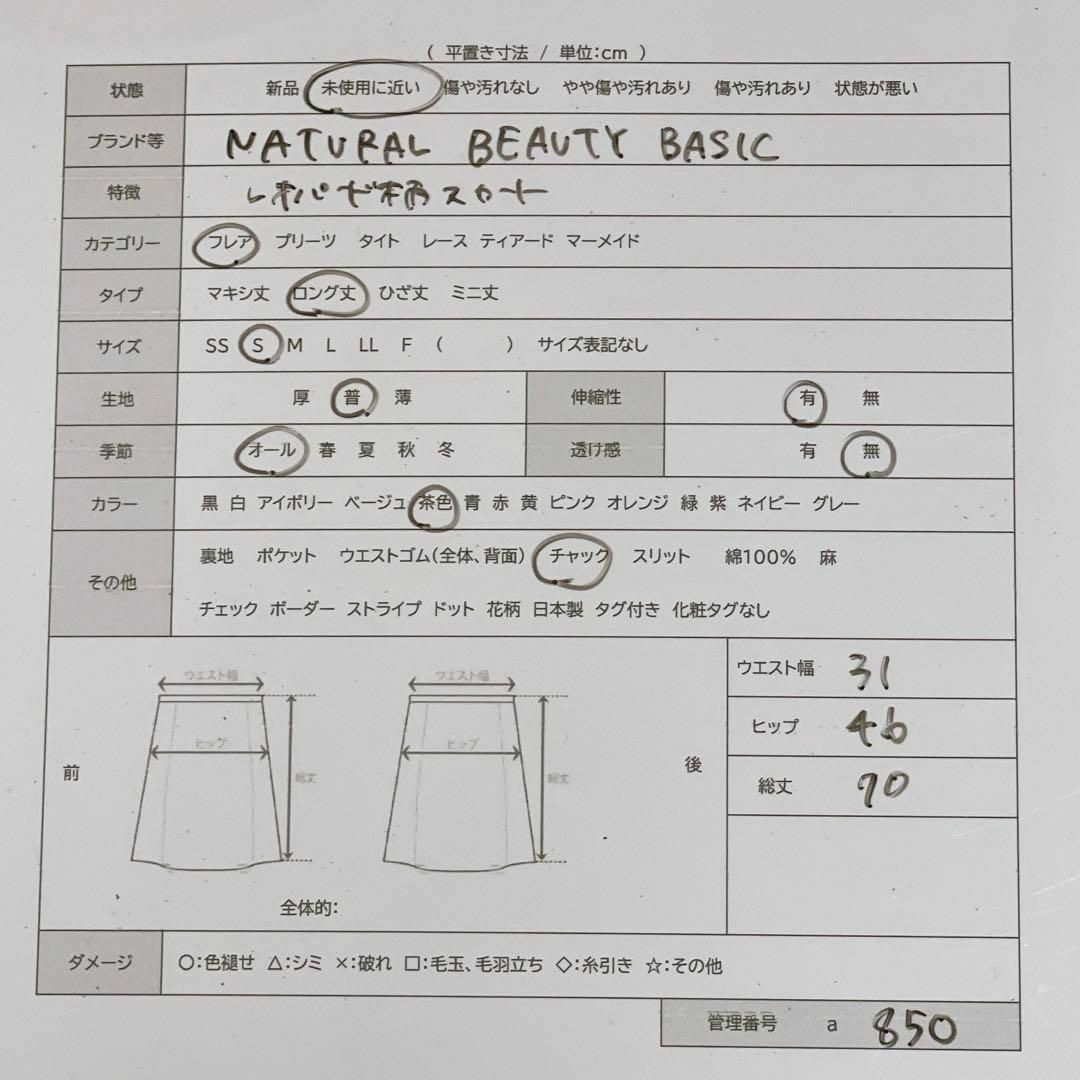 ( 平置き寸法 / 単位:cm )
状態 新品 未使用に近い 傷や汚れなし やや傷や汚れあり 傷や汚れあり 状態が悪い
ブランド等 NATURAL BEAUTY BASIC
特徴 レオパード柄スカート
カテゴリー フレア プリーツ タイト レース ティアード マーメイド
タイプ マキシ丈 ロング丈 ひざ丈 ミニ丈
サイズ SS S M L LL F ( ) サイズ表記なし
生地 厚 普 薄 伸縮性 有 無
季節 オール 春 夏 秋 冬 透け感 有 無
カラー 黒 白 アイボリー ベージュ 茶色 青 赤 黄 ピンク オレンジ 緑 紫 ネイビー グレー
その他 裏地 ポケット ウエストゴム(全体、背面) チャック スリット 綿100% 麻
チェック ボーダー ストライプ ドット 花柄 日本製 タグ付き 化粧タグなし
ウエスト幅 ウエスト幅 ウエスト幅 31
ヒップ ヒップ ヒップ 46
前 総丈 総丈 後 総丈 90
全体的:
ダメージ 〇:色褪せ △:シミ ×:破れ □:毛玉、毛羽立ち ◇:糸引き ☆:その他
管理番号 a 850